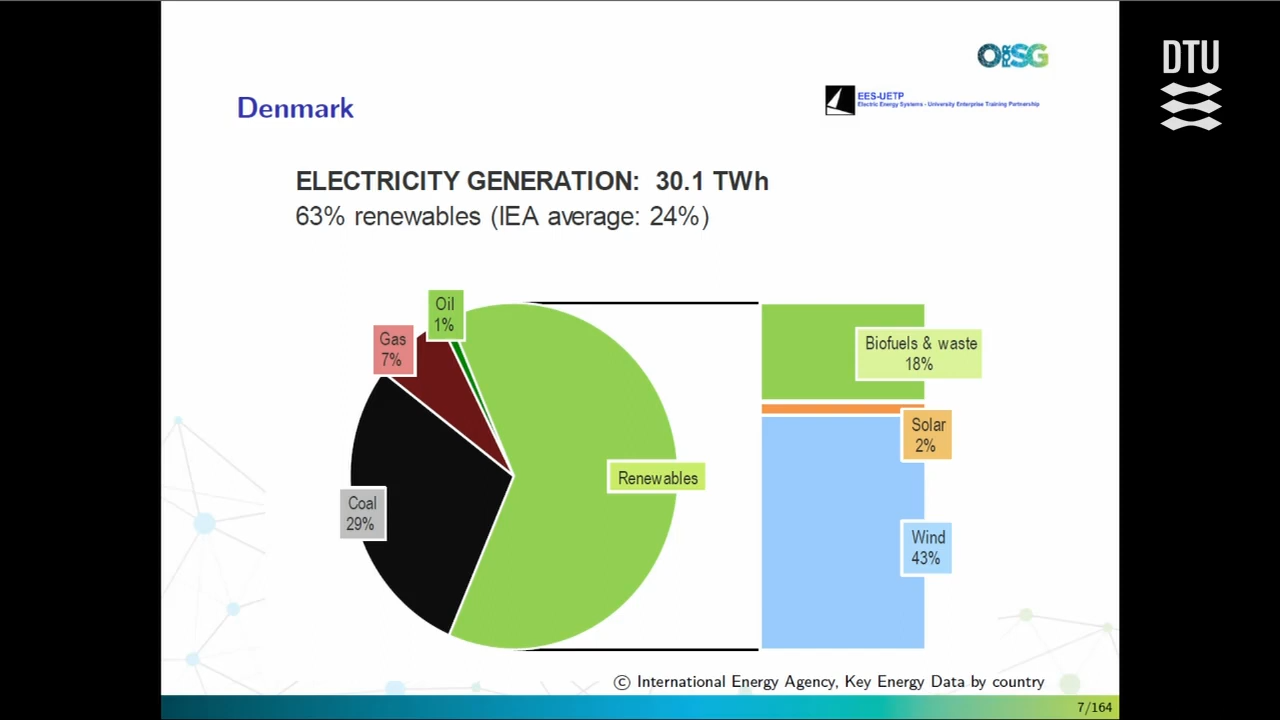 OforSG
DTU
EES-UETP
Electric Energy Systems - University Enterprise Training Partnership
Denmark
ELECTRICITY GENERATION: 30.1 TWh
63% renewables (IEA average: 24%)
Oil
1%
Gas
7%
Coal
29%
Renewables
Biofuels & waste
18%
Solar
2%
Wind
43%
© International Energy Agency, Key Energy Data by country
7/164